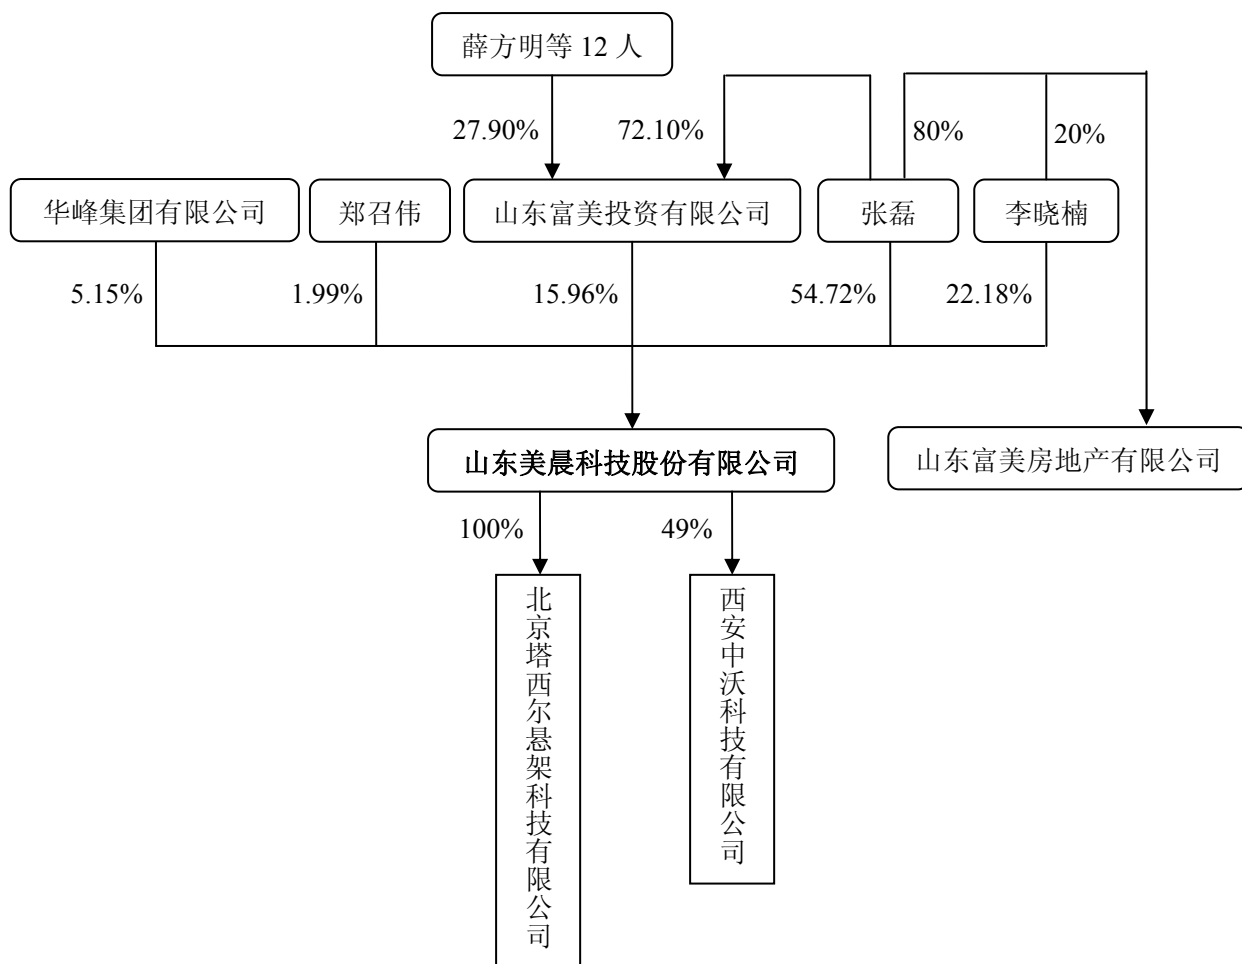 薛方明等 12 人
27.90%
72.10%
80%
20%
华峰集团有限公司
郑召伟
山东富美投资有限公司
张磊
李晓楠
5.15%
1.99%
15.96%
54.72%
22.18%
山东美晨科技股份有限公司
山东富美房地产有限公司
100%
49%
北京塔西尔悬架科技有限公司
西安中沃科技有限公司